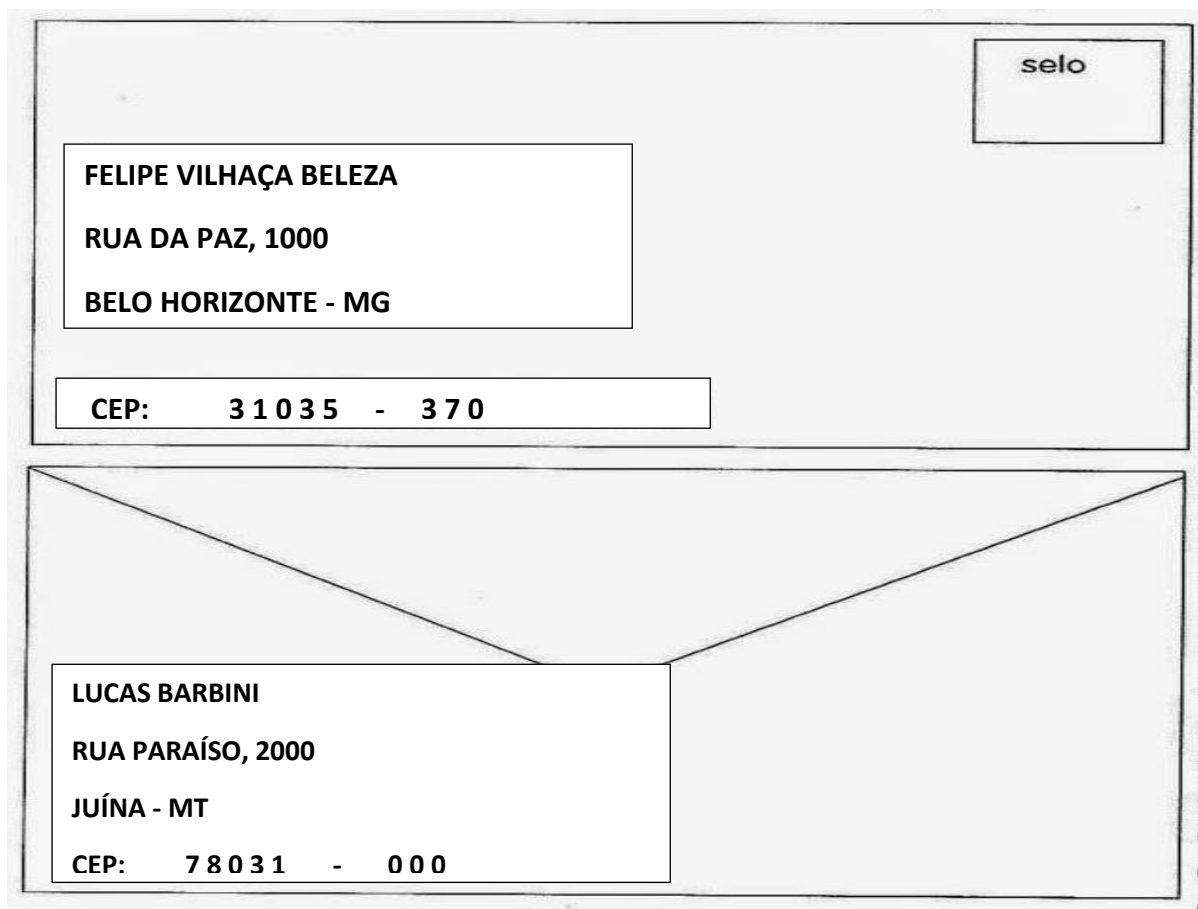 selo
FELIPE VILHAÇA BELEZA
RUA DA PAZ, 1000
BELO HORIZONTE - MG
CEP: 31035 - 370
LUCAS BARBINI
RUA PARAÍSO, 2000
JUÍNA - MT
CEP: 78031 - 000